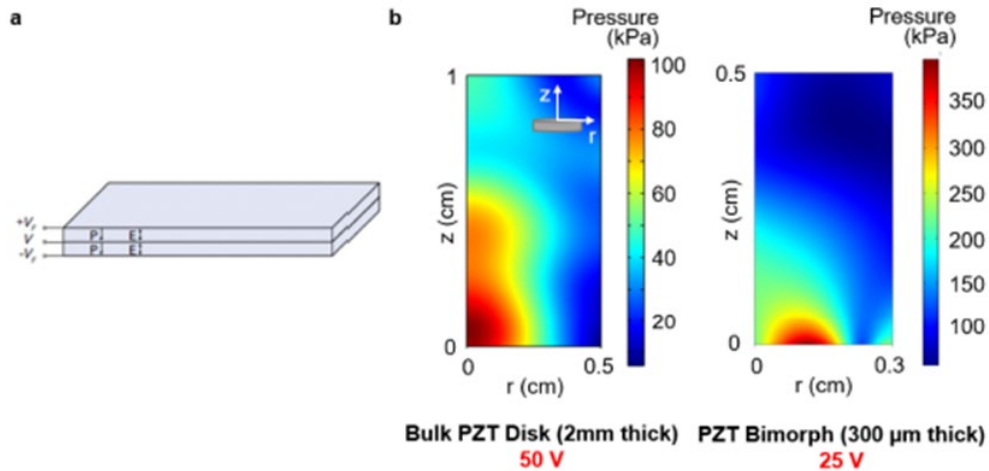 a
b
+Vr
V
-Vr
P
E
P
E
Pressure
(kPa)
1
0
z (cm)
z
r
0
0.5
r (cm)
100
80
60
40
20
Pressure
(kPa)
0.5
0
z (cm)
0
0.3
r (cm)
350
300
250
200
150
100
Bulk PZT Disk (2mm thick)
50 V
PZT Bimorph (300 µm thick)
25 V